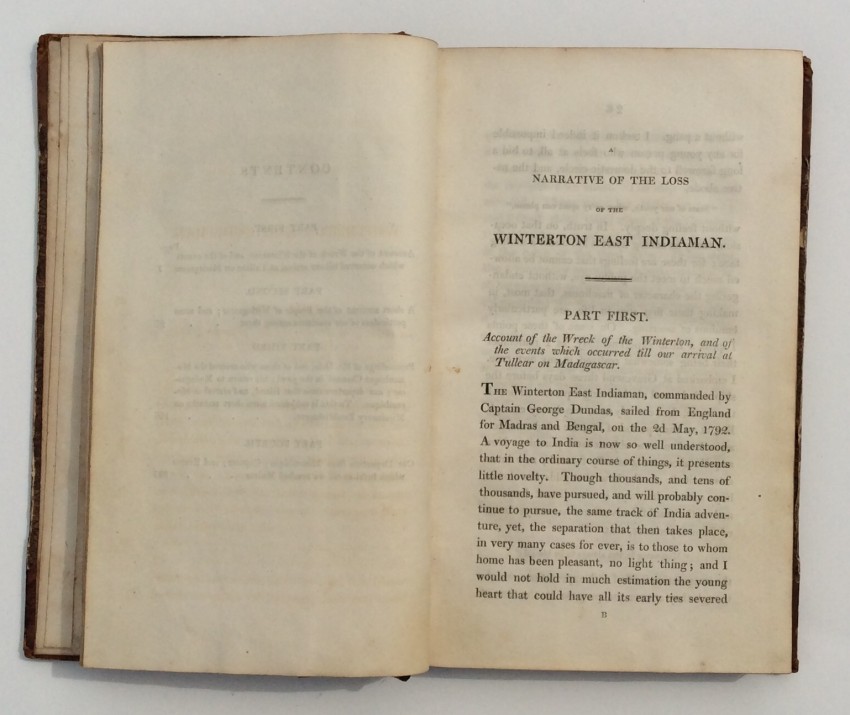 A
NARRATIVE OF THE LOSS
OF THE
WINTERTON EAST INDIAMAN.
PART FIRST.
Account of the Wreck of the Winterton, and of
the events which occurred till our arrival at
Tullear on Madagascar.
THE Winterton East Indiaman, commanded by
Captain George Dundas, sailed from England
for Madras and Bengal, on the 2d May, 1792.
A voyage to India is now so well understood,
that in the ordinary course of things, it presents
little novelty. Though thousands, and tens of
thousands, have pursued, and will probably con-
tinue to pursue, the same track of India adven-
ture, yet, the separation that then takes place,
in very many cases for ever, is to those to whom
home has been pleasant, no light thing; and I
would not hold in much estimation the young
heart that could have all its early ties severed
B